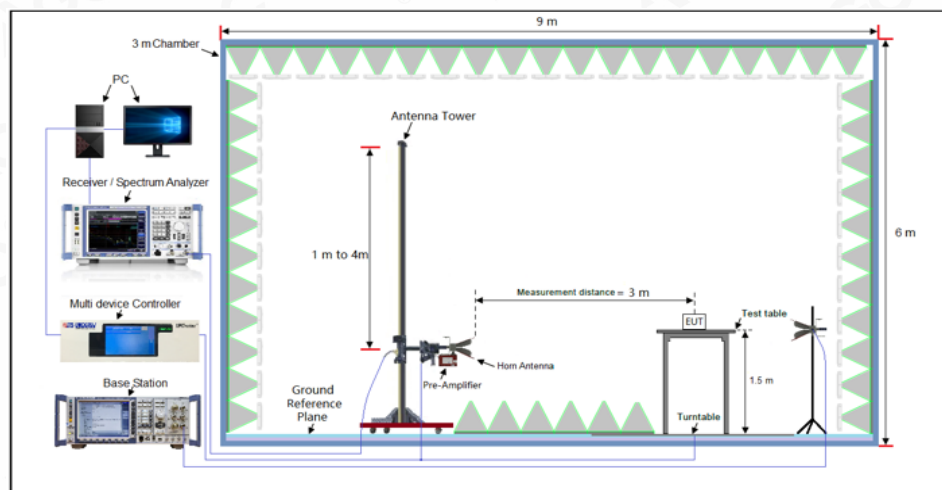 9 m
3 m Chamber
PC
Antenna Tower
Receiver / Spectrum Analyzer
6 m
1 m to 4m
Measurement distance = 3 m
Multi device Controller
EUT
Test table
Horn Antenna
Pre-Amplifier
1.5 m
Base Station
Ground
Reference
Plane
Turntable